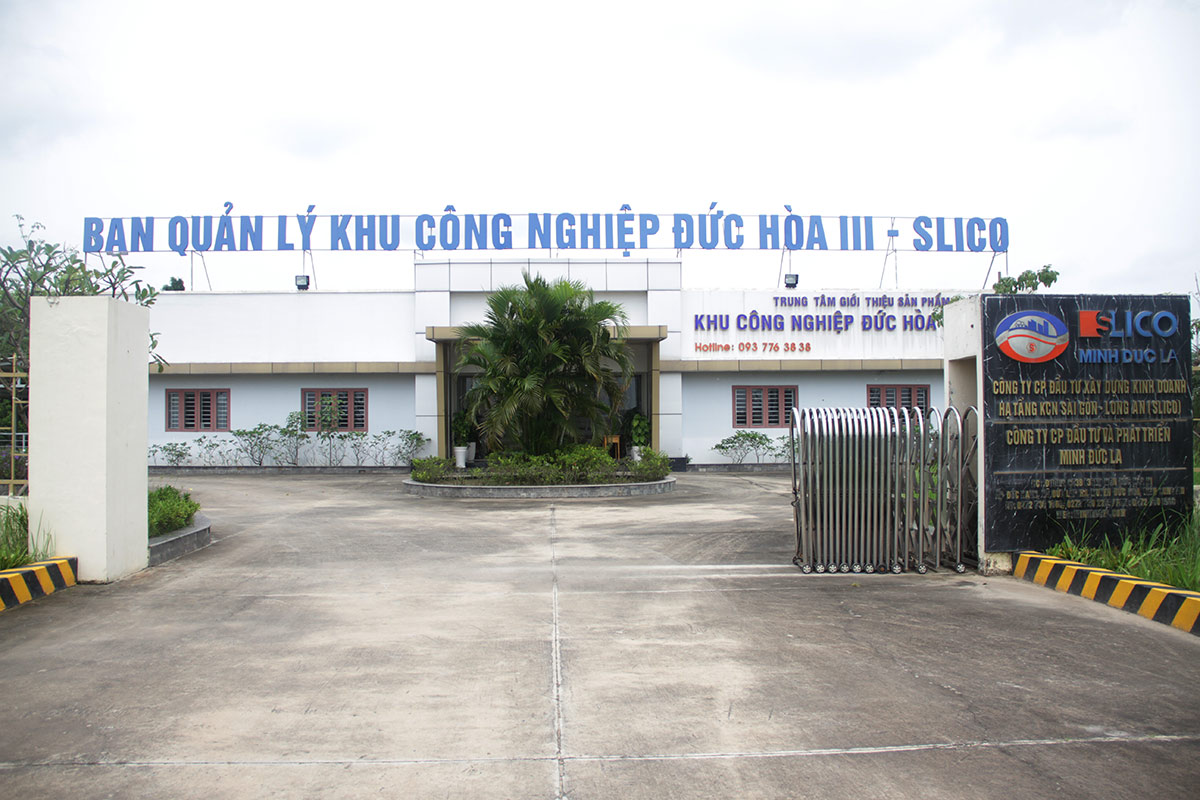 BAN QUẢN LÝ KHU CÔNG NGHIỆP ĐỨC HÒA III - SLICO
TRUNG TÂM GIỚI THIỆU SẢN PHẨM
KHU CÔNG NGHIỆP ĐỨC HÒA
Hotline: 093 776 38 38
SLICO
MINH DUC LA
CÔNG TY CP ĐẦU TƯ XÂY DỰNG KINH DOANH
HẠ TẦNG KCN SÀI GÒN - LONG AN (SLICO)
CÔNG TY CP ĐẦU TƯ VÀ PHÁT TRIỂN
MINH ĐỨC LA